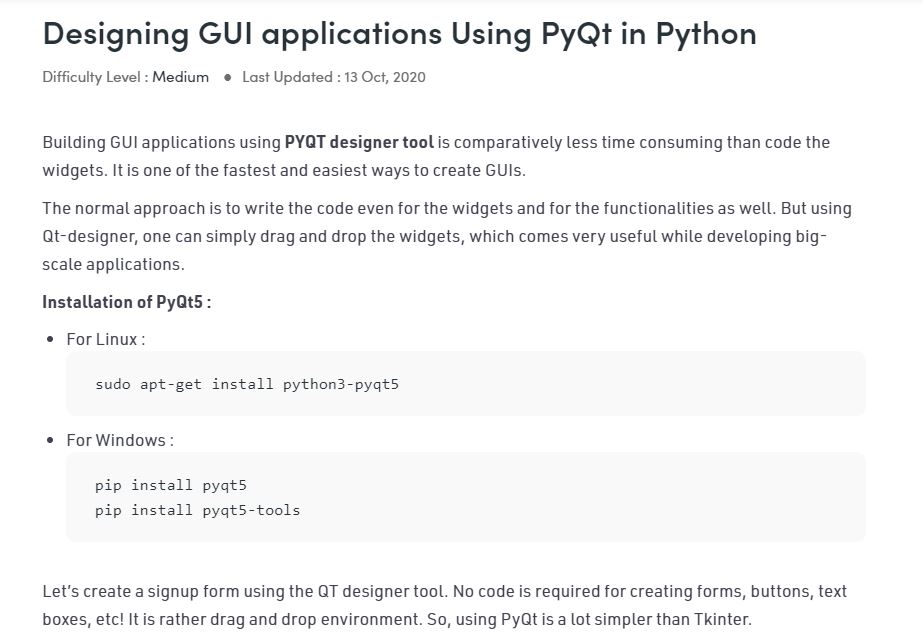 Designing GUI applications Using PyQt in Python
Difficulty Level : Medium ● Last Updated : 13 Oct, 2020
Building GUI applications using PYQT designer tool is comparatively less time consuming than code the
widgets. It is one of the fastest and easiest ways to create GUIs.
The normal approach is to write the code even for the widgets and for the functionalities as well. But using
Qt-designer, one can simply drag and drop the widgets, which comes very useful while developing big-
scale applications.
Installation of PyQt5 :
• For Linux :
sudo apt-get install python3-pyqt5
• For Windows :
pip install pyqt5
pip install pyqt5-tools
Let’s create a signup form using the QT designer tool. No code is required for creating forms, buttons, text
boxes, etc! It is rather drag and drop environment. So, using PyQt is a lot simpler than Tkinter.